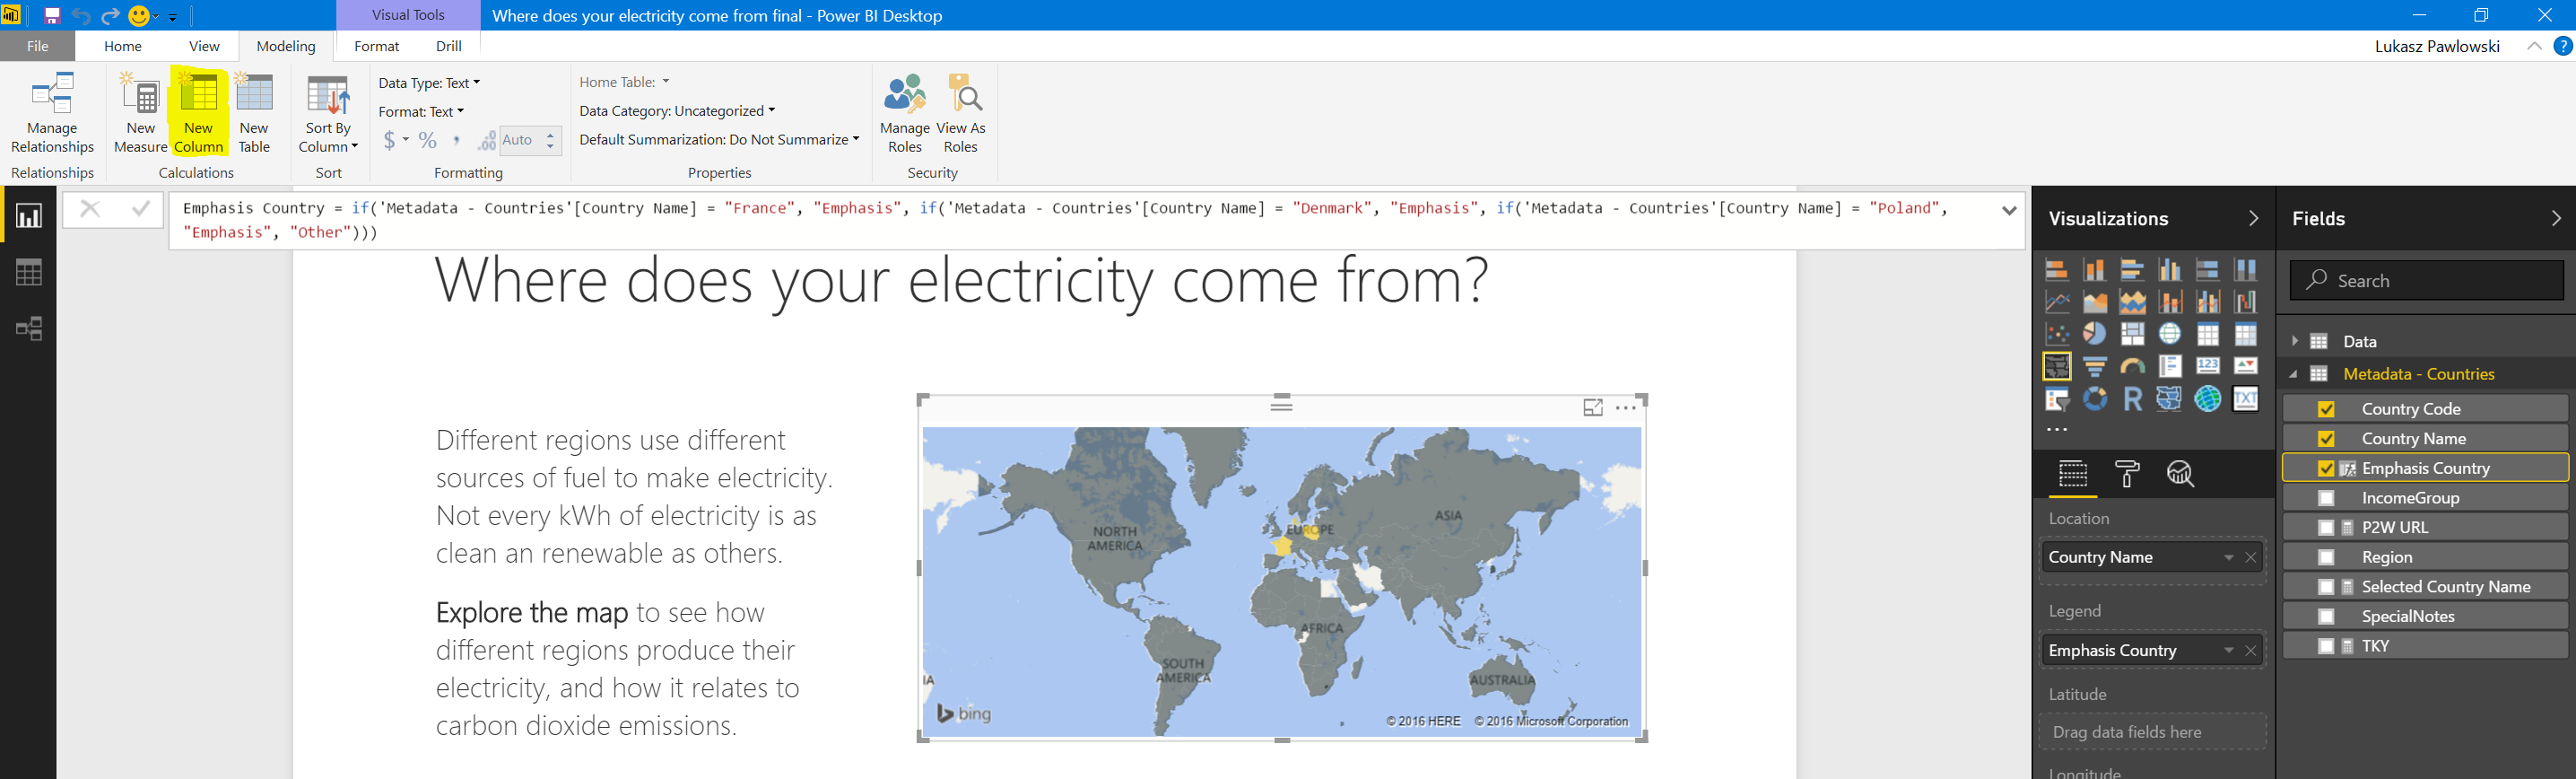 Visual Tools
Where does your electricity come from final - Power BI Desktop
File
Home
View
Modeling
Format
Drill
Lukasz Pawlowski
?
Manage
Relationships
Relationships
New
Measure
New
Column
New
Table
Calculations
Sort By
Column
Sort
Data Type: Text
Format: Text
$ % , .00 Auto
Formatting
Home Table:
Data Category: Uncategorized
Default Summarization: Do Not Summarize
Properties
Manage
Roles
View As
Roles
Security
Emphasis Country = if('Metadata - Countries'[Country Name] = "France", "Emphasis", if('Metadata - Countries'[Country Name] = "Denmark", "Emphasis", if('Metadata - Countries'[Country Name] = "Poland",
"Emphasis", "Other")))
Where does your electricity come from?
Different regions use different
sources of fuel to make electricity.
Not every kWh of electricity is as
clean an renewable as others.
Explore the map to see how
different regions produce their
electricity, and how it relates to
carbon dioxide emissions.
NORTH
AMERICA
EUROPE
ASIA
AFRICA
SOUTH
AMERICA
AUSTRALIA
IA
bing
© 2016 HERE © 2016 Microsoft Corporation
Visualizations
123
R
TXT
...
Location
Country Name
Legend
Emphasis Country
Latitude
Drag data fields here
Longitude
Fields
Search
Data
Metadata - Countries
Country Code
Country Name
Emphasis Country
IncomeGroup
P2W URL
Region
Selected Country Name
SpecialNotes
TKY